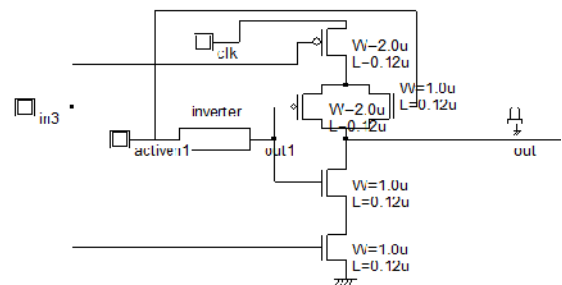 clk
W=2.0u
L=0.12u
W=1.0u
L=0.12u
inverter
W=2.0u
L=0.12u
in3
activen1
out1
out
W=1.0u
L=0.12u
W=1.0u
L=0.12u